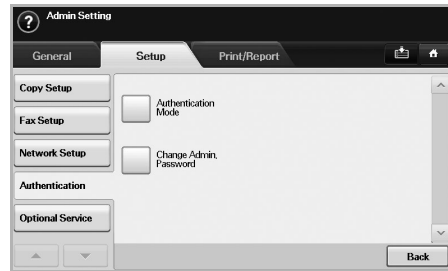 ? Admin Setting
General Setup Print/Report
Copy Setup
Fax Setup
Network Setup
Authentication
Optional Service
Authentication
Mode
Change Admin.
Password
Back